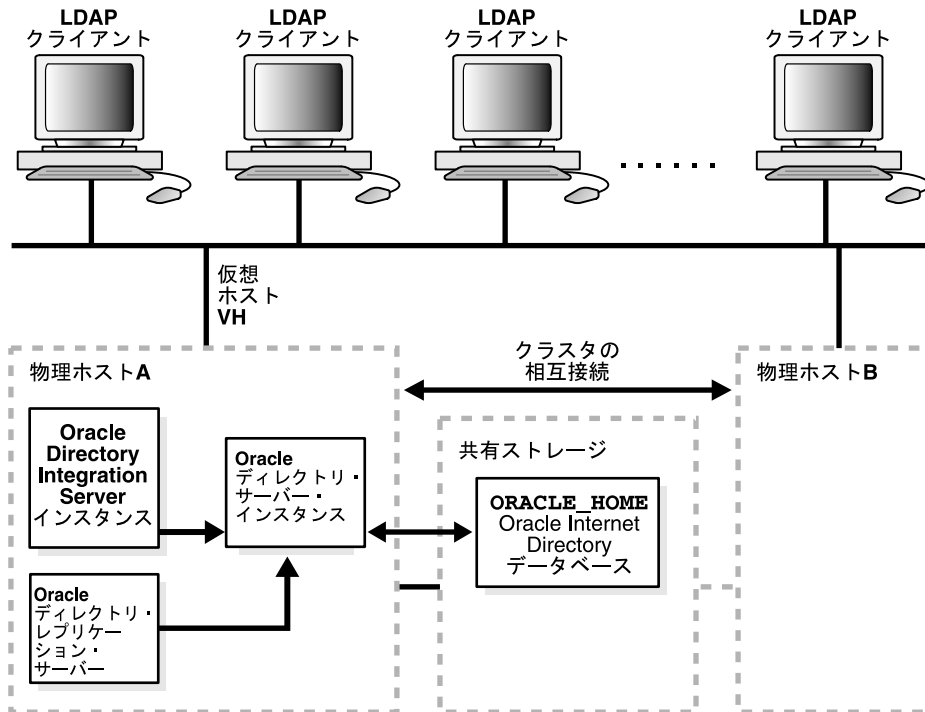 LDAP
クライアント
LDAP
クライアント
LDAP
クライアント
LDAP
クライアント
......
仮想
ホスト
VH
物理ホストA
クラスタの
相互接続
物理ホストB
Oracle
Directory
Integration
Server
インスタンス
Oracle
ディレクトリ・
サーバー・
インスタンス
共有ストレージ
ORACLE_HOME
Oracle Internet
Directory
データベース
Oracle
ディレクトリ・
レプリケー
ション・
サーバー